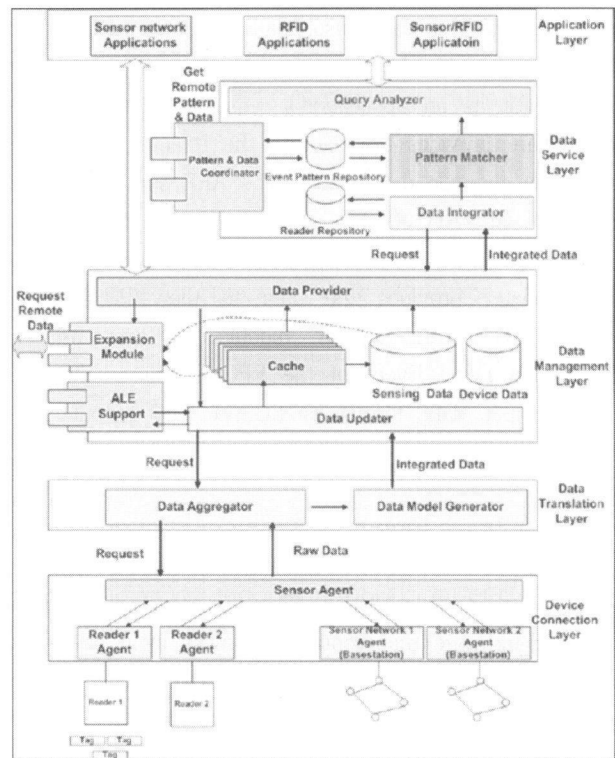 Sensor network
Applications
RFID
Applications
Sensor/RFID
Applicatoin
Application
Layer
Get
Remote
Pattern
& Data
Query Analyzer
Pattern & Data
Coordinator
Event Pattern Repository
Pattern Matcher
Data
Service
Layer
Reader Repository
Data Integrator
Request
Integrated Data
Request
Remote
Data
Data Provider
Expansion
Module
Cache
Sensing Data
Device Data
Data
Management
Layer
ALE
Support
Data Updater
Request
Integrated Data
Data Aggregator
Data Model Generator
Data
Translation
Layer
Request
Raw Data
Sensor Agent
Device
Connection
Layer
Reader 1
Agent
Reader 2
Agent
Sensor Network 1
Agent
(Basestation)
Sensor Network 2
Agent
(Basestation)
Reader 1
Reader 2
Tag
Tag
Tag